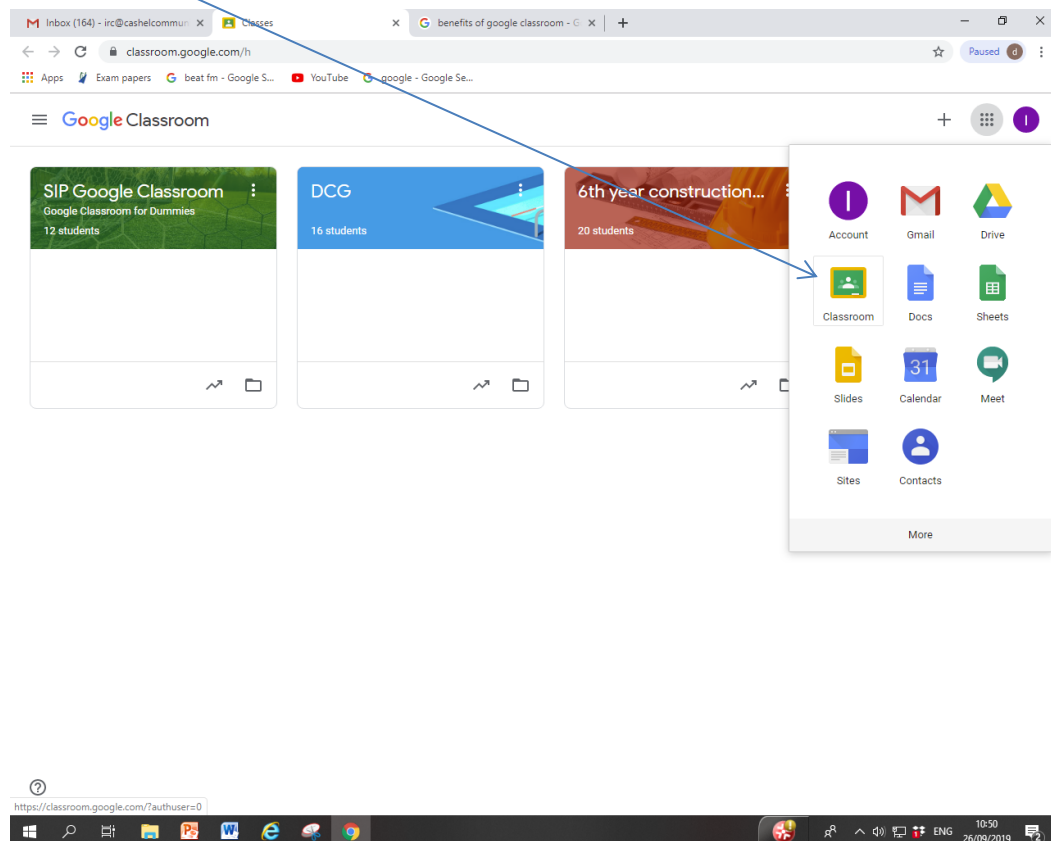 Inbox (164) - irc@cashelcommun
Classes
benefits of google classroom - G
classroom.google.com/h
Paused d
Apps
Exam papers
beat fm - Google S...
YouTube
google - Google Se...
Google Classroom
I
SIP Google Classroom
Google Classroom for Dummies
12 students
DCG
16 students
6th year construction...
20 students
I
Account
Gmail
Drive
Classroom
Docs
Sheets
31
Slides
Calendar
Meet
Sites
Contacts
More
https://classroom.google.com/?authuser=0
ENG
10:50
26/09/2019
2